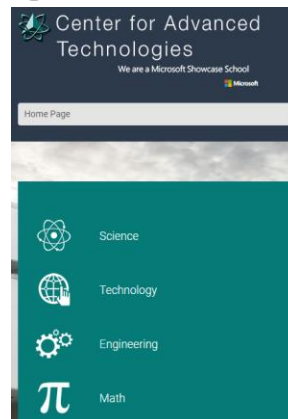 Center for Advanced
Technologies
We are a Microsoft Showcase School
Microsoft
Home Page
Science
Technology
Engineering
π Math